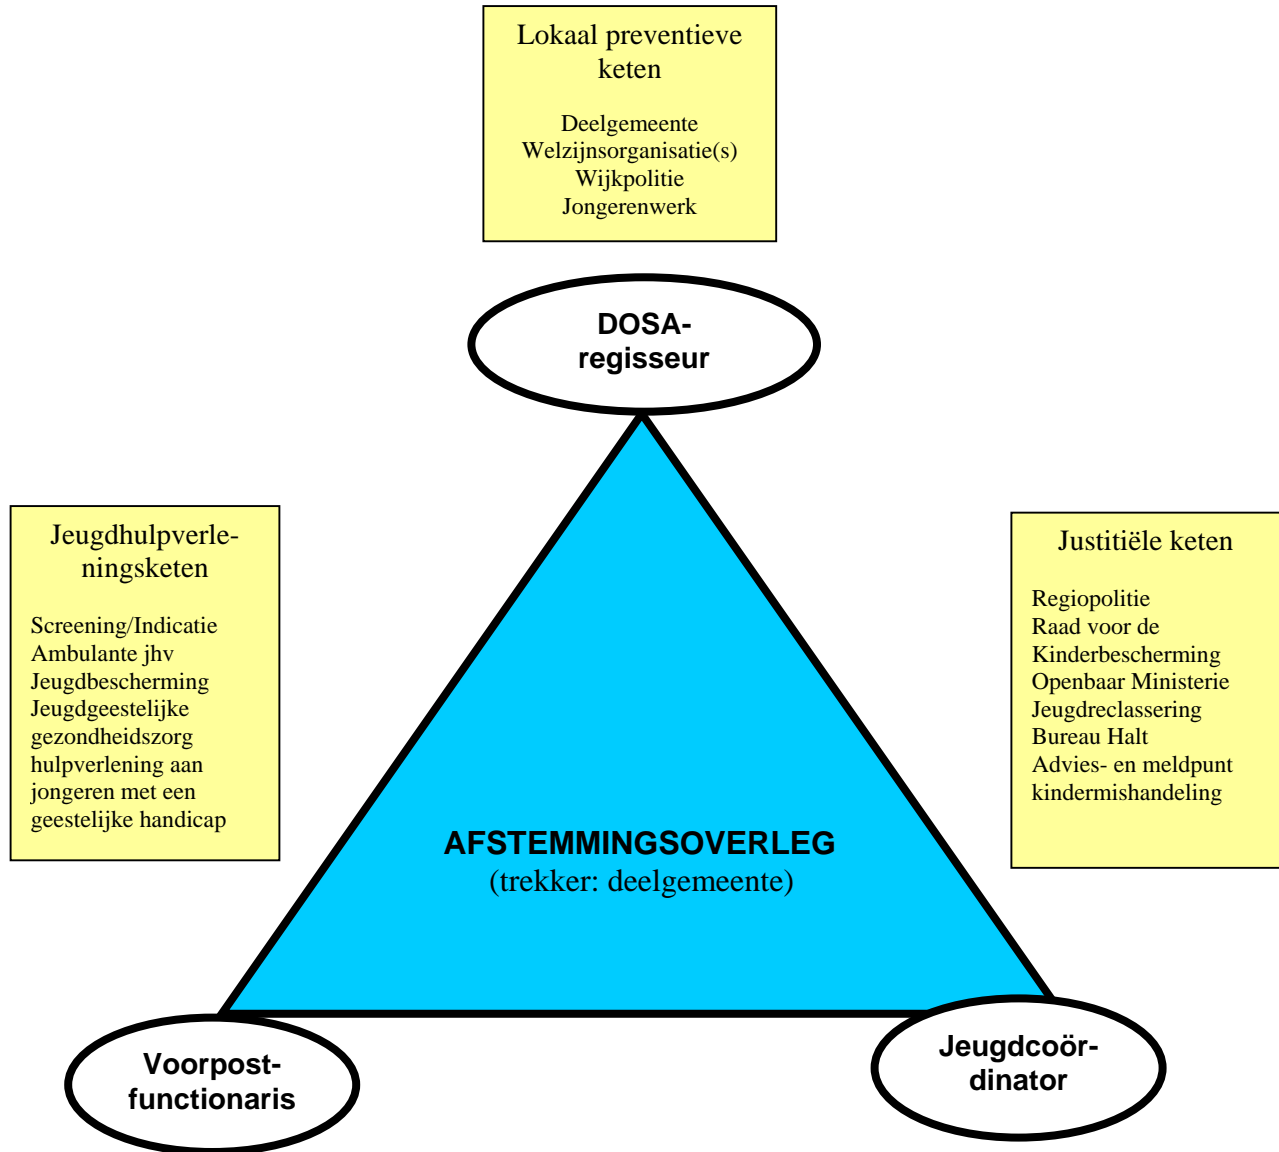 Lokaal preventieve
keten
Deelgemeente
Welzijnsorganisatie(s)
Wijkpolitie
Jongerenwerk
DOSA-
regisseur
Jeugdhulpverle-
ningsketen
Screening/Indicatie
Ambulante jhv
Jeugdbescherming
Jeugdgeestelijke
gezondheidszorg
hulpverlening aan
jongeren met een
geestelijke handicap
Justitiële keten
Regiopolitie
Raad voor de
Kinderbescherming
Openbaar Ministerie
Jeugdreclassering
Bureau Halt
Advies- en meldpunt
kindermishandeling
AFSTEMMINGSOVERLEG
(trekker: deelgemeente)
Voorpost-
functionaris
Jeugdcoör-
dinator